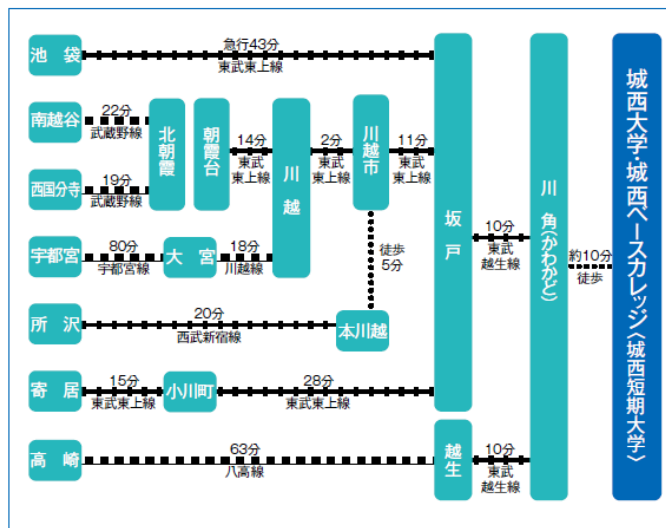 池袋
急行43分
東武東上線
南越谷
22分
武蔵野線
西国分寺
19分
武蔵野線
北朝霞
朝霞台
14分
東武
東上線
川越
2分
東武
東上線
川越市
11分
東武
東上線
宇都宮
80分
宇都宮線
大宮
18分
川越線
徒歩
5分
所沢
20分
西武新宿線
本川越
寄居
15分
東武東上線
小川町
28分
東武東上線
坂戸
10分
東武
越生線
高崎
63分
八高線
越生
10分
東武
越生線
川角(かわかど)
約10分
徒歩
城西大学・城西ベースカレッジ〈城西短期大学〉